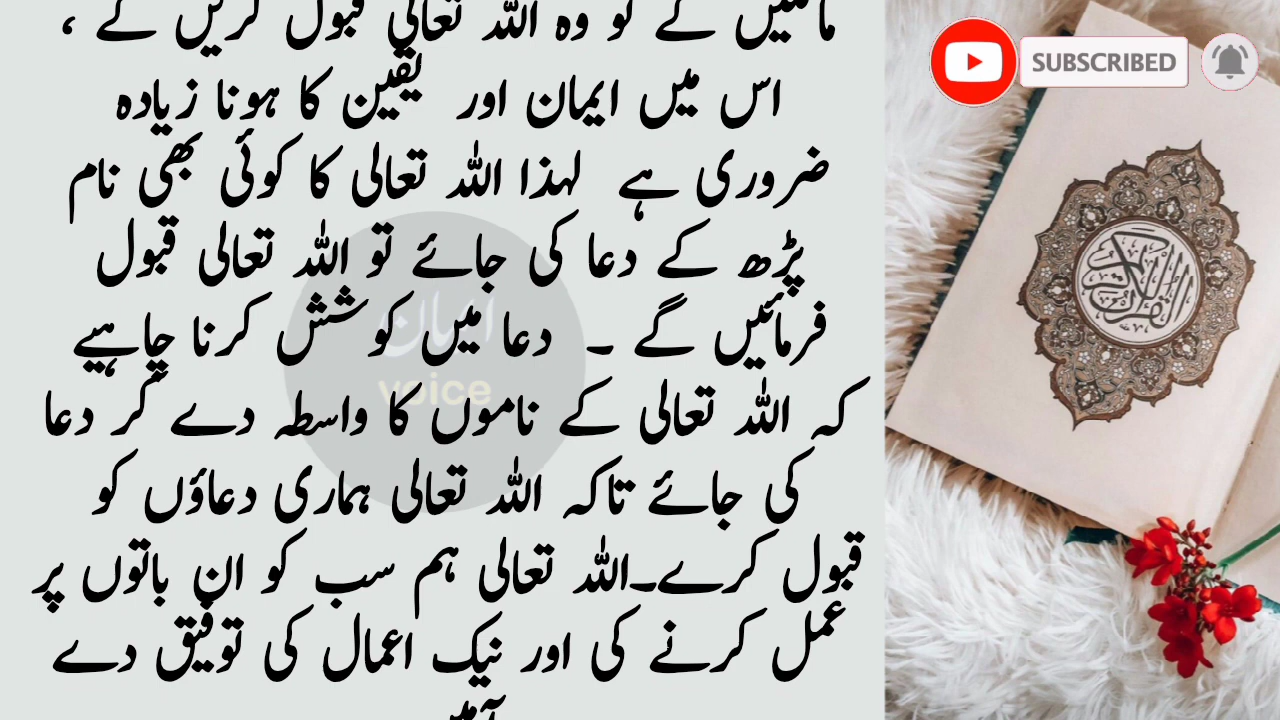 مانگیں گے تو وہ اللہ تعالی قبول کریں گے ،
اس میں ایمان اور یقین کا ہونا زیادہ
ضروری ہے لہذا اللہ تعالی کا کوئی بھی نام
پڑھ کے دعا کی جائے تو اللہ تعالی قبول
فرمائیں گے ۔ دعا میں کوشش کرنا چاہیے
کہ اللہ تعالی کے ناموں کا واسطہ دے کر دعا
کی جائے تاکہ اللہ تعالی ہماری دعاؤں کو
قبول کرے۔اللہ تعالی ہم سب کو ان باتوں پر
عمل کرنے کی اور نیک اعمال کی توفیق دے
ایمان
voice
SUBSCRIBED
القرآن الكريم